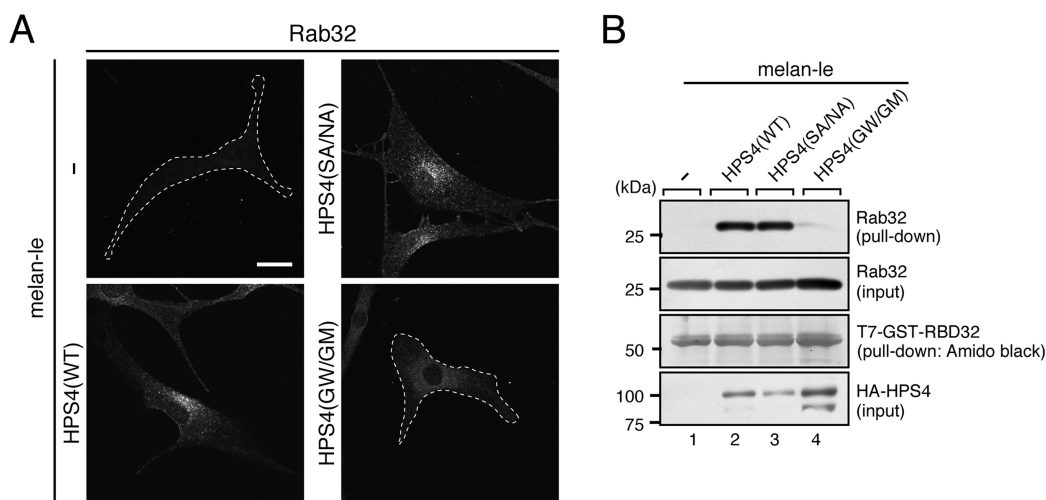 A
Rab32
melan-le
–
HPS4(SA/NA)
HPS4(WT)
HPS4(GW/GM)
B
melan-le
-
HPS4(WT)
HPS4(SA/NA)
HPS4(GW/GM)
(kDa)
25
Rab32
(pull-down)
25
Rab32
(input)
50
T7-GST-RBD32
(pull-down: Amido black)
100
75
HA-HPS4
(input)
1 2 3 4